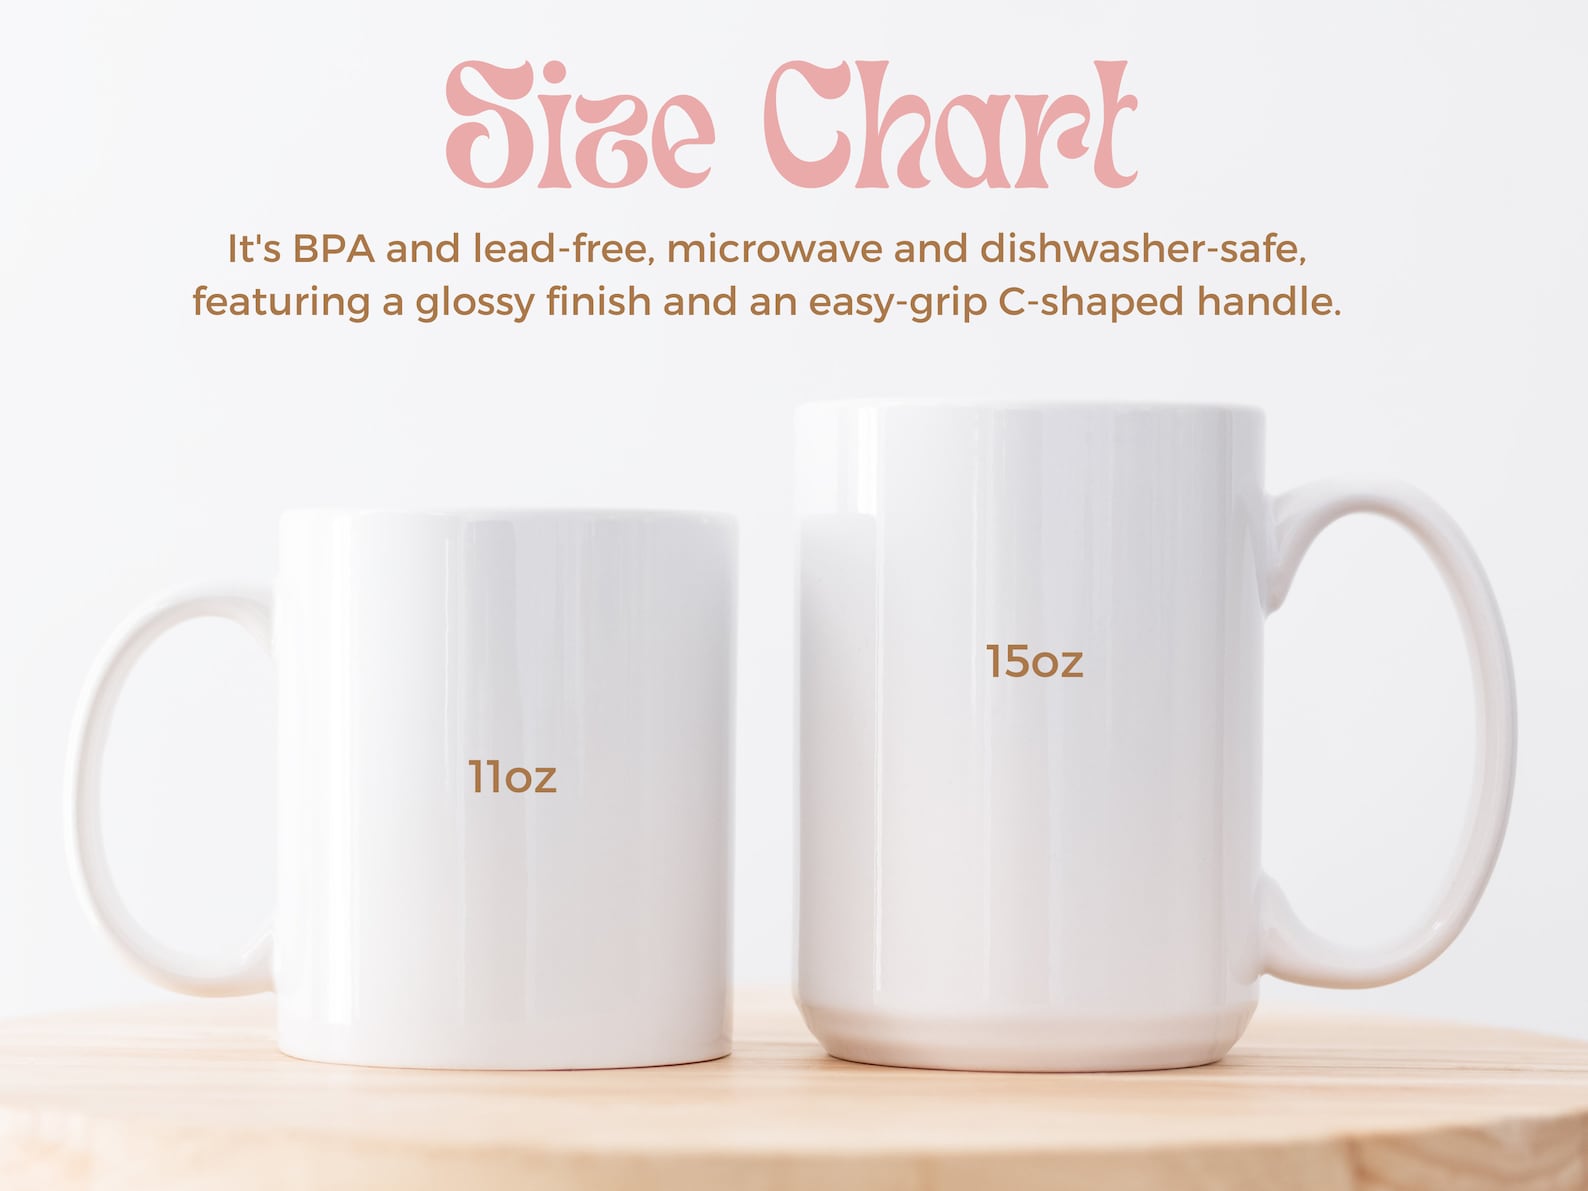 Size Chart
It's BPA and lead-free, microwave and dishwasher-safe,
featuring a glossy finish and an easy-grip C-shaped handle.
15oz
11oz